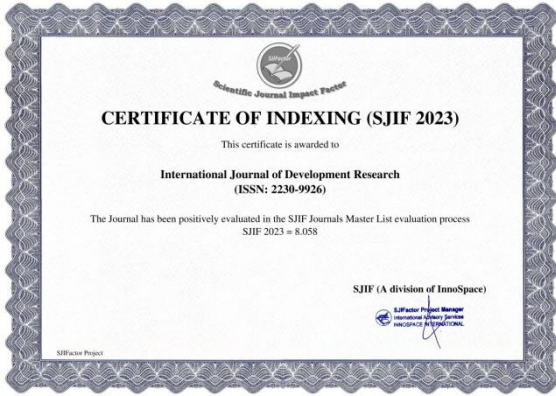 SJIFactor
Scientific Journal Impact Factor
CERTIFICATE OF INDEXING (SJIF 2023)
This certificate is awarded to
International Journal of Development Research
(ISSN: 2230-9926)
The Journal has been positively evaluated in the SJIF Journals Master List evaluation process
SJIF 2023 = 8.058
SJIF (A division of InnoSpace)
SJIFactor Project Manager
International Advisory Services
INNOSPACE INTERNATIONAL
SJIFactor Project